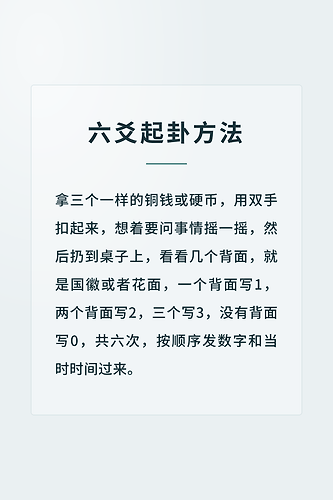 六爻起卦方法
拿三个一样的铜钱或硬币，用双手
扣起来，想着要问事情摇一摇，然
后扔到桌子上，看看几个背面，就
是国徽或者花面，一个背面写1，
两个背面写2，三个写3，没有背面
写0，共六次，按顺序发数字和当
时时间过来。